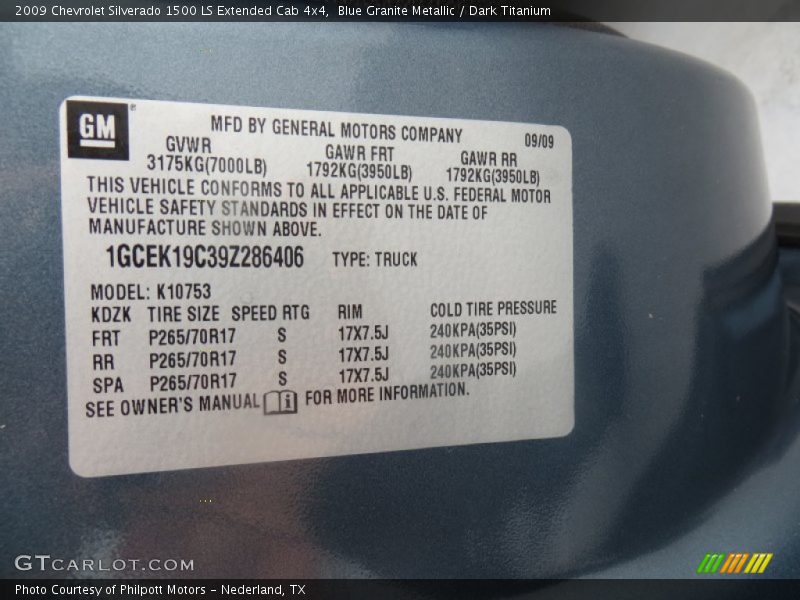 2009 Chevrolet Silverado 1500 LS Extended Cab 4x4,  Blue Granite Metallic / Dark Titanium
GM ®
MFD BY GENERAL MOTORS COMPANY 09/09
GVWR GAWR FRT GAWR RR
3175KG(7000LB) 1792KG(3950LB) 1792KG(3950LB)
THIS VEHICLE CONFORMS TO ALL APPLICABLE U.S. FEDERAL MOTOR
VEHICLE SAFETY STANDARDS IN EFFECT ON THE DATE OF
MANUFACTURE SHOWN ABOVE.
1GCEK19C39Z286406 TYPE: TRUCK
MODEL: K10753
KDZK TIRE SIZE SPEED RTG RIM COLD TIRE PRESSURE
FRT P265/70R17 S 17X7.5J 240KPA(35PSI)
RR P265/70R17 S 17X7.5J 240KPA(35PSI)
SPA P265/70R17 S 17X7.5J 240KPA(35PSI)
SEE OWNER'S MANUAL i FOR MORE INFORMATION.
GTCARLOT.COM
Photo Courtesy of Philpott Motors - Nederland, TX